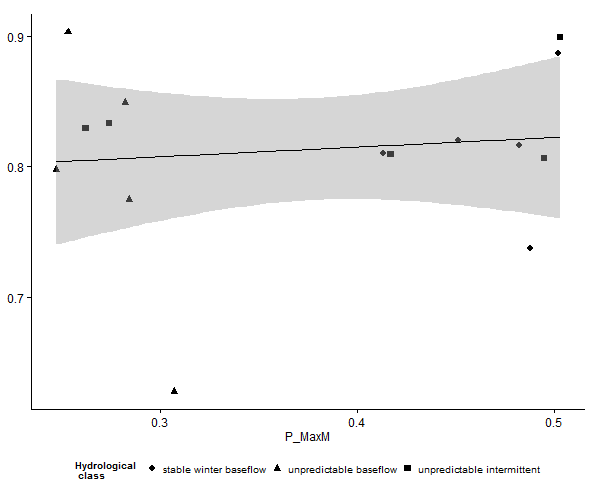 0.9
0.8
0.7
0.3 0.4 0.5
P_MaxM
Hydrological
class
stable winter baseflow unpredictable baseflow unpredictable intermittent